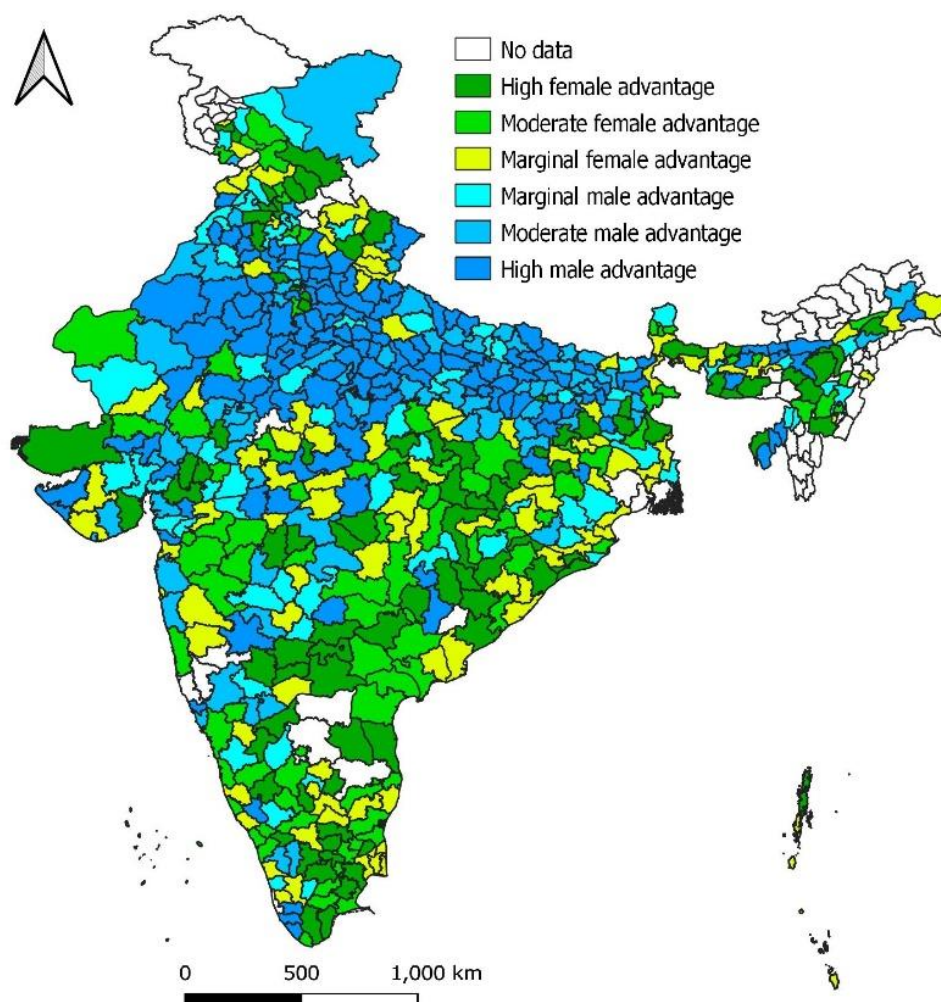 No data
High female advantage
Moderate female advantage
Marginal female advantage
Marginal male advantage
Moderate male advantage
High male advantage
0 500 1,000 km